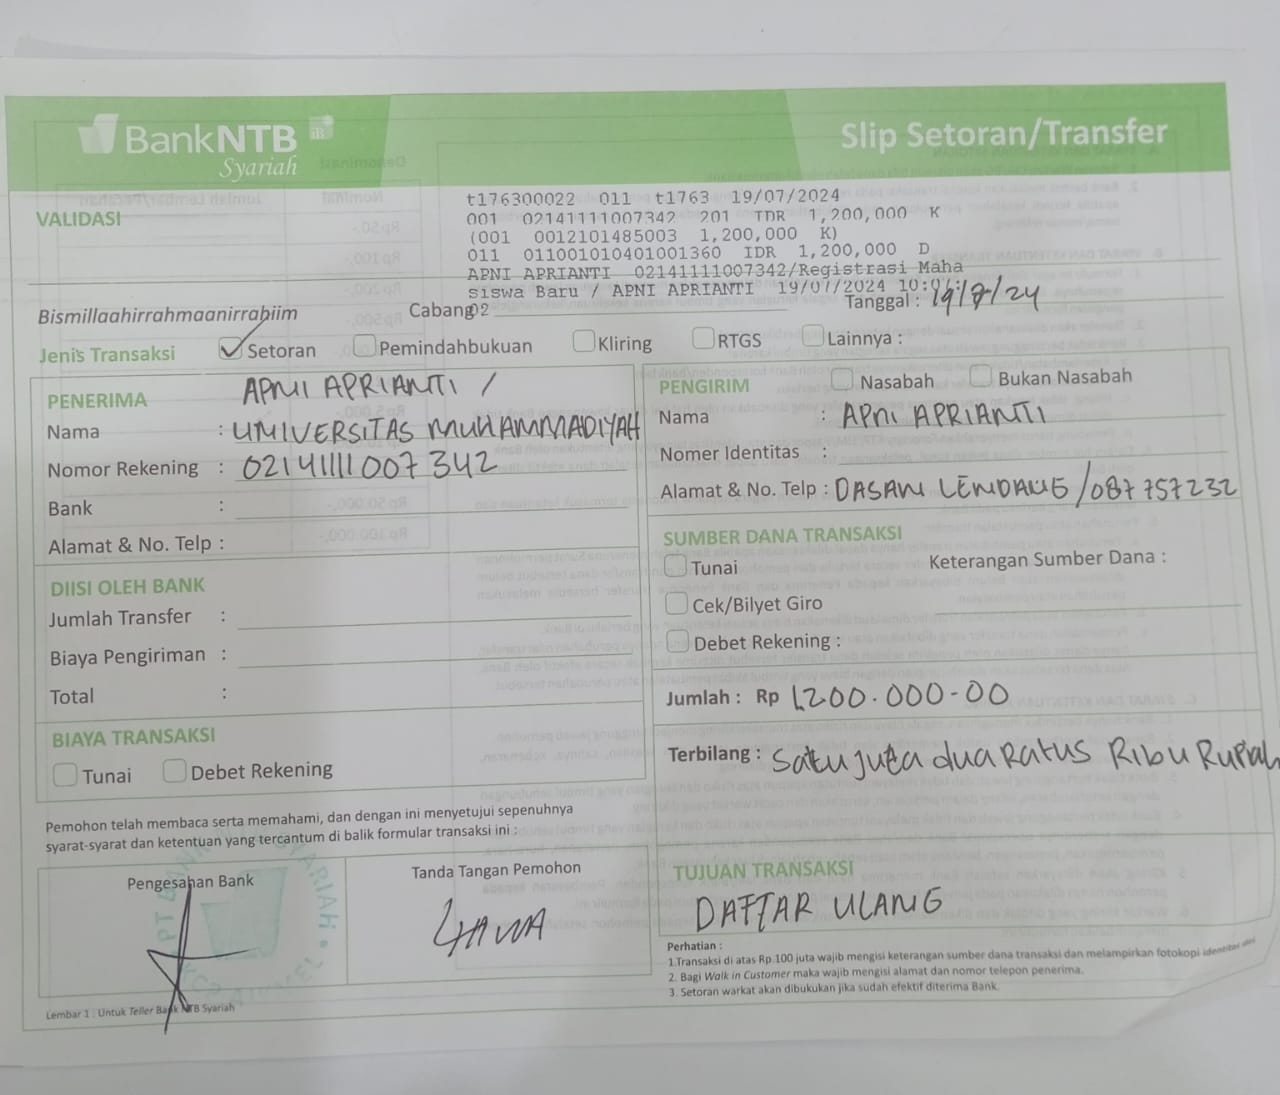 BankNTB
Syariah
Slip Setoran/Transfer
VALIDASI
t176300022 011 t1763 19/07/2024
001 02141111007342 201 IDR 1,200,000 K
(001 0012101485003 1,200,000 K)
011 011001010401001360 IDR 1,200,000 D
APNI APRIANTI 02141111007342/Registrasi Maha
siswa Baru / APNI APRIANTI 19/07/2024
02
Bismillaahirrahmaanirrahiim
Cabang
Tanggal : 19/7/24
Jenis Transaksi Setoran Pemindahbukuan Kliring RTGS Lainnya :
PENERIMA
APNI APRIANTI /
Nama : UNIVERSITAS MUHAMMADIYAH
Nomor Rekening : 02141111007342
Bank :
Alamat & No. Telp :
DIISI OLEH BANK
Jumlah Transfer :
Biaya Pengiriman :
Total :
BIAYA TRANSAKSI
Tunai Debet Rekening
PENGIRIM Nasabah Bukan Nasabah
Nama : APNI APRIANTI
Nomer Identitas :
Alamat & No. Telp : DASAN LENDANG /087 757232
SUMBER DANA TRANSAKSI
Tunai Keterangan Sumber Dana :
Cek/Bilyet Giro
Debet Rekening :
Jumlah : Rp 1.200.000-00
Terbilang : Satu juta dua Ratus Ribu Rupiah
Pemohon telah membaca serta memahami, dan dengan ini menyetujui sepenuhnya
syarat-syarat dan ketentuan yang tercantum di balik formular transaksi ini :
Pengesahan Bank
Tanda Tangan Pemohon
TUJUAN TRANSAKSI
DAFTAR ULANG
Perhatian :
1.Transaksi di atas Rp 100 juta wajib mengisi keterangan sumber dana transaksi dan melampirkan fotokopi identitas diri
2. Bagi Walk in Customer maka wajib mengisi alamat dan nomor telepon penerima.
3. Setoran warkat akan dibukukan jika sudah efektif diterima Bank.
Lembar 1 : Untuk Teller Bank NTB Syariah